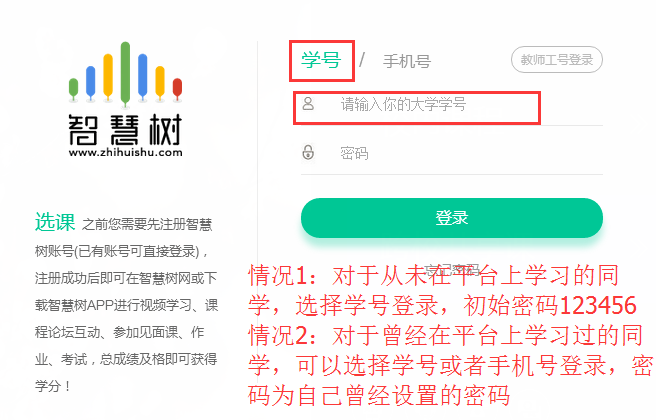 智慧树
www.zhihuishu.com
选课 之前您需要先注册智慧
树账号(已有账号可直接登录)，
注册成功后即可在智慧树网或下
载智慧树APP进行视频学习、课
程论坛互动、参加见面课、作
业、考试，总成绩及格即可获得
学分！
学号 / 手机号 教师工号登录
请输入你的大学学号
密码
登录
忘记密码
情况1：对于从未在平台上学习的同
学，选择学号登录，初始密码123456
情况2：对于曾经在平台上学习过的同
学，可以选择学号或者手机号登录，密
码为自己曾经设置的密码